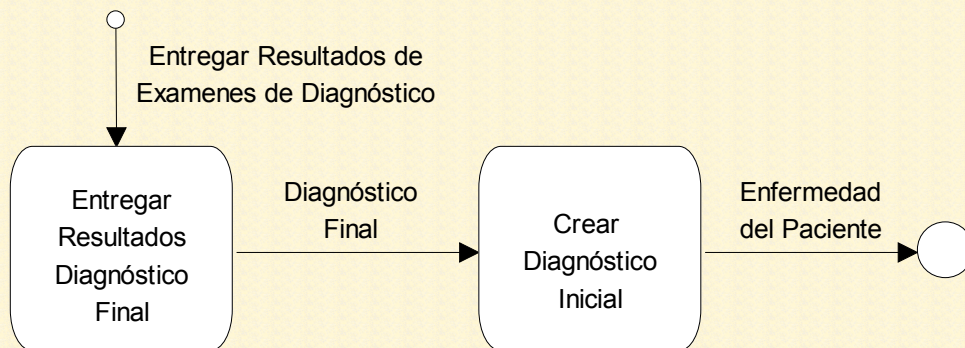 Entregar Resultados de
Examenes de Diagnóstico
Entregar
Resultados
Diagnóstico
Final
Diagnóstico
Final
Crear
Diagnóstico
Inicial
Enfermedad
del Paciente